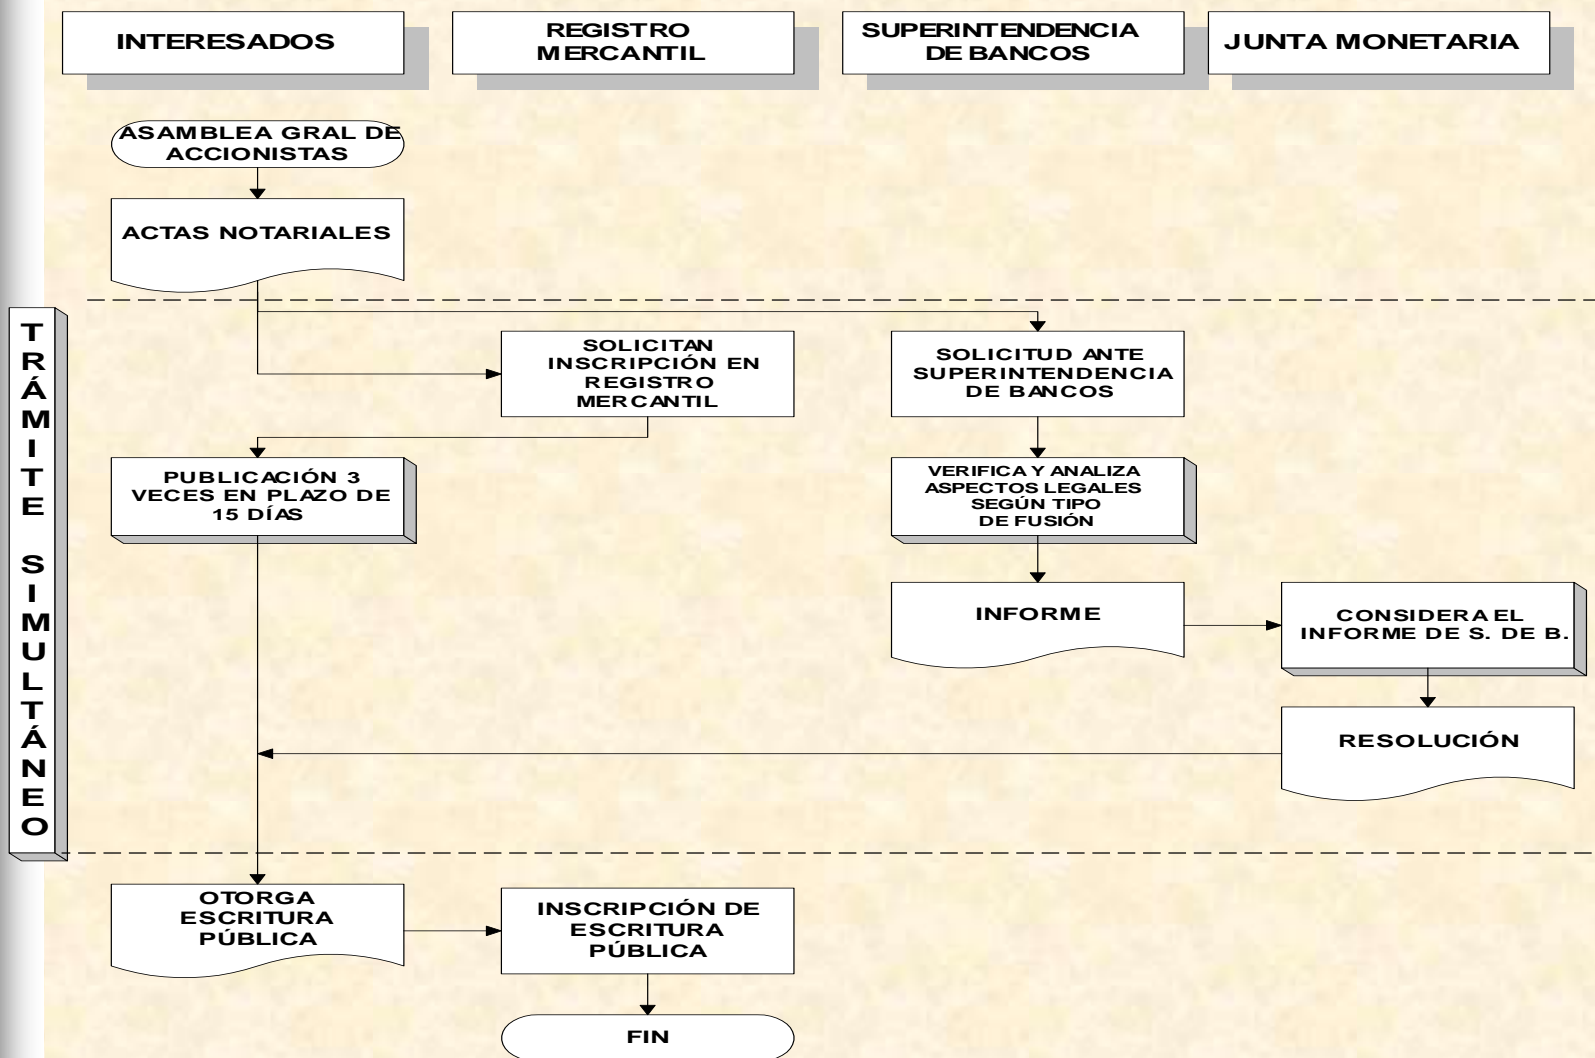 INTERESADOS
REGISTRO
MERCANTIL
SUPERINTENDENCIA
DE BANCOS
JUNTA MONETARIA
ASAMBLEA GRAL DE
ACCIONISTAS
ACTAS NOTARIALES
TRÁMITE SIMULTÁNEO
SOLICITAN
INSCRIPCIÓN EN
REGISTRO
MERCANTIL
SOLICITUD ANTE
SUPERINTENDENCIA
DE BANCOS
PUBLICACIÓN 3
VECES EN PLAZO DE
15 DÍAS
VERIFICA Y ANALIZA
ASPECTOS LEGALES
SEGÚN TIPO
DE FUSIÓN
INFORME
CONSIDERA EL
INFORME DE S. DE B.
RESOLUCIÓN
OTORGA
ESCRITURA
PÚBLICA
INSCRIPCIÓN DE
ESCRITURA
PÚBLICA
FIN